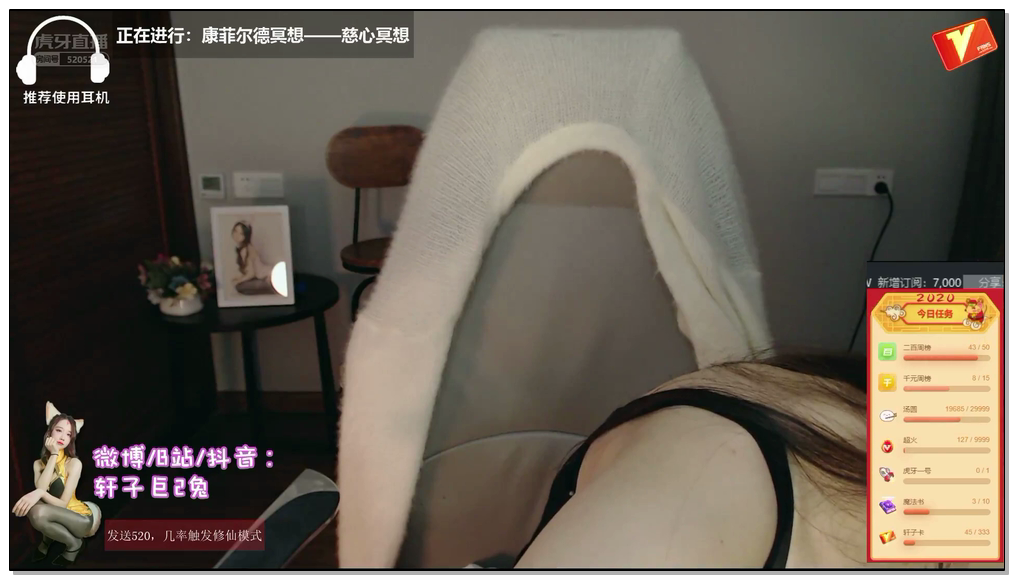 虎牙直播
正在进行：康菲尔德冥想——慈心冥想
房间号 52052
推荐使用耳机
新增订阅：7,000 分享
2020
今日任务
二百周榜 43 / 50
千元周榜 8 / 15
汤圆 19685 / 29999
超火 127 / 9999
虎牙一号 0 / 1
魔法书 3 / 10
轩子卡 45 / 333
微博/B站/抖音：
轩子巨2兔
发送520，几率触发修仙模式